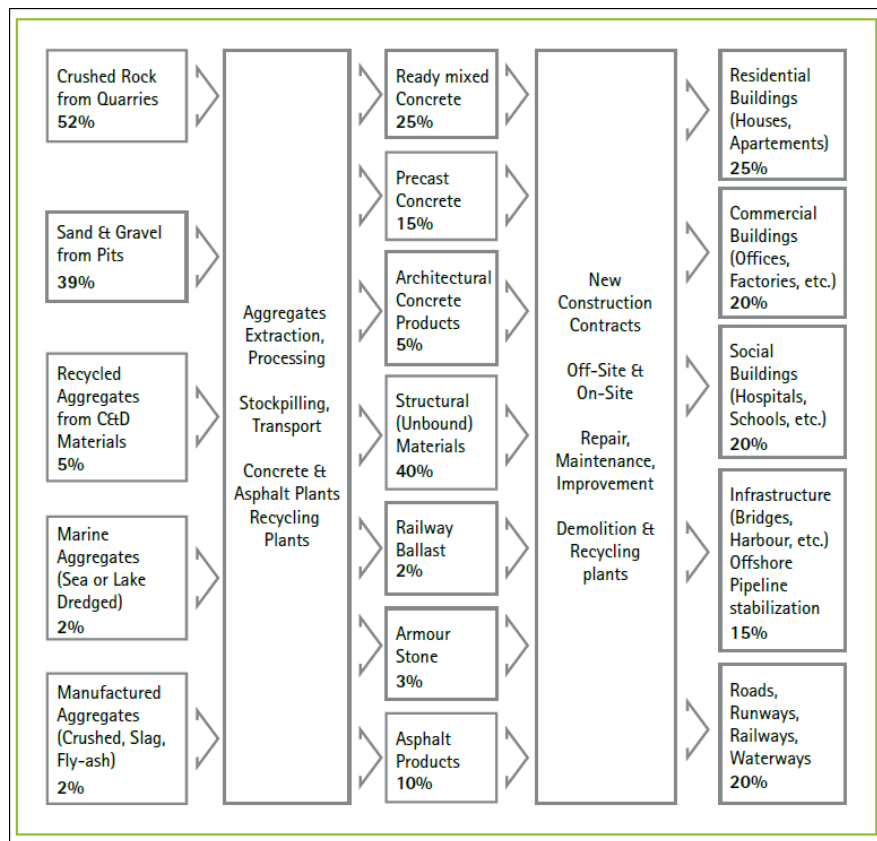 Crushed Rock
from Quarries
52%
Sand & Gravel
from Pits
39%
Recycled
Aggregates
from C&D
Materials
5%
Marine
Aggregates
(Sea or Lake
Dredged)
2%
Manufactured
Aggregates
(Crushed, Slag,
Fly-ash)
2%
Aggregates
Extraction,
Processing
Stockpilling,
Transport
Concrete &
Asphalt Plants
Recycling
Plants
Ready mixed
Concrete
25%
Precast
Concrete
15%
Architectural
Concrete
Products
5%
Structural
(Unbound)
Materials
40%
Railway
Ballast
2%
Armour
Stone
3%
Asphalt
Products
10%
New
Construction
Contracts
Off-Site &
On-Site
Repair,
Maintenance,
Improvement
Demolition &
Recycling
plants
Residential
Buildings
(Houses,
Apartements)
25%
Commercial
Buildings
(Offices,
Factories, etc.)
20%
Social
Buildings
(Hospitals,
Schools, etc.)
20%
Infrastructure
(Bridges,
Harbour, etc.)
Offshore
Pipeline
stabilization
15%
Roads,
Runways,
Railways,
Waterways
20%